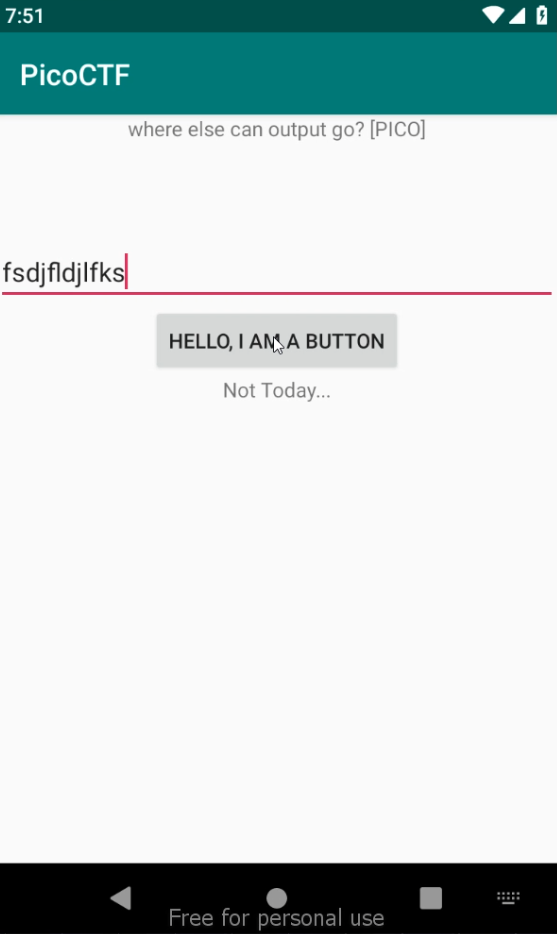 7:51
PicoCTF
where else can output go? [PICO]
fsdjfldjlfks
HELLO, I AM A BUTTON
Not Today...
Free for personal use